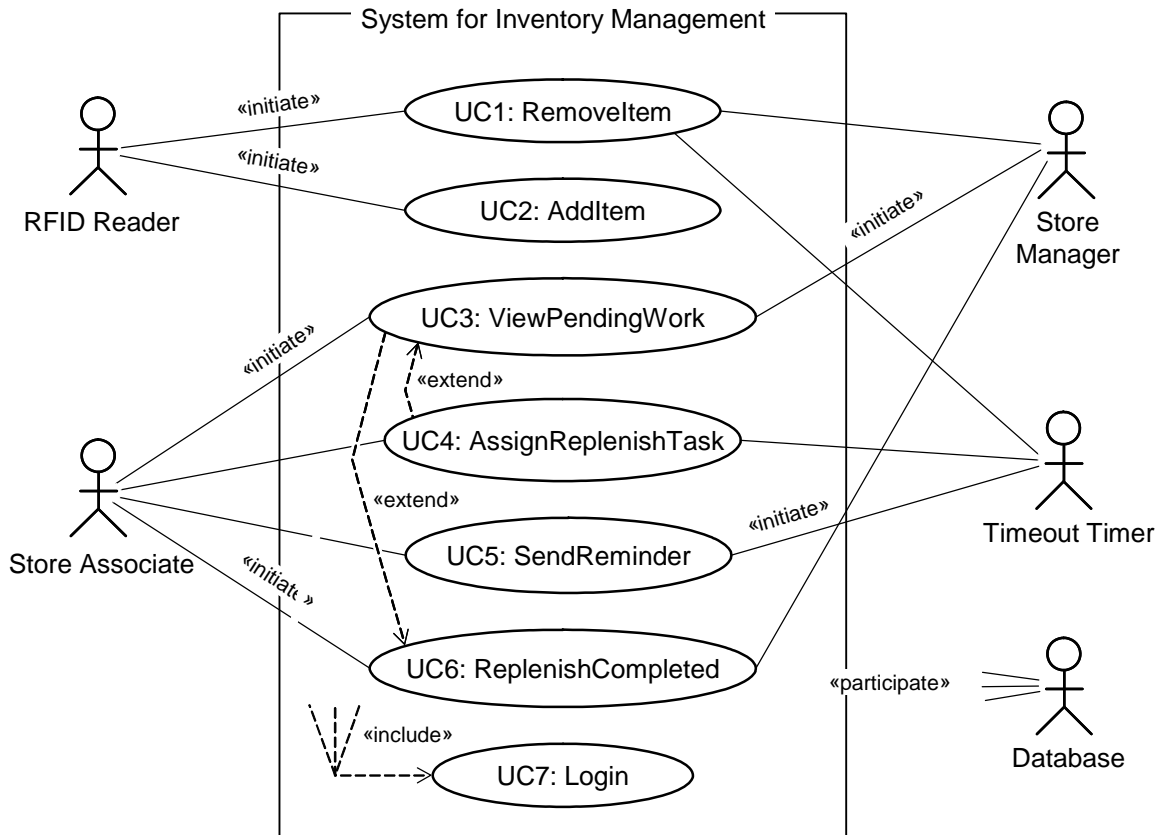 System for Inventory Management
«initiate»
UC1: RemoveItem
«initiate»
RFID Reader
UC2: AddItem
«initiate»
Store
Manager
UC3: ViewPendingWork
«initiate»
«extend»
UC4: AssignReplenishTask
«extend»
«initiate»
Store Associate
UC5: SendReminder
Timeout Timer
«initiate»
UC6: ReplenishCompleted
«participate»
«include»
Database
UC7: Login